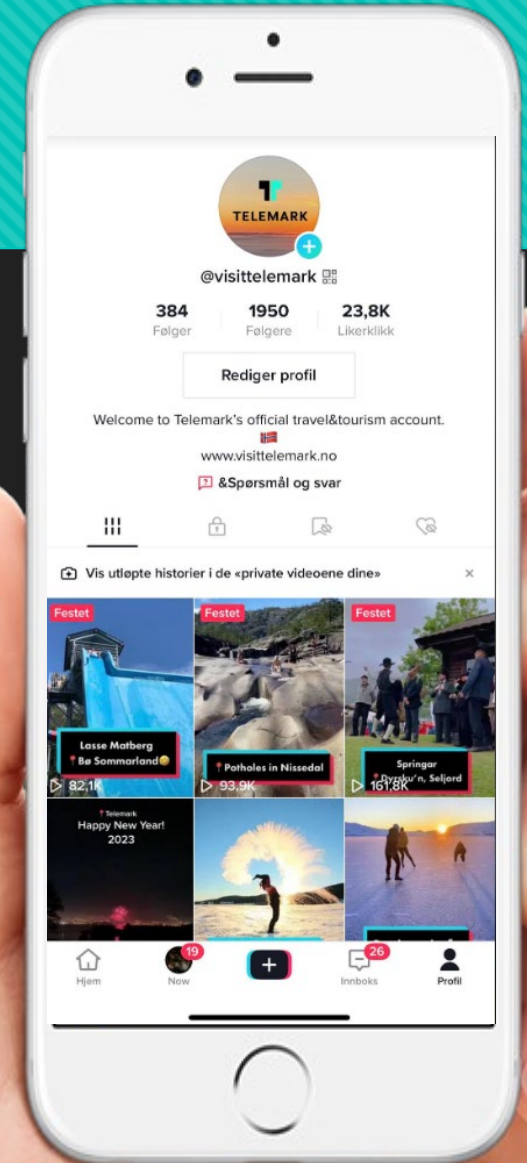 TELEMARK
@visittelemark
384 1950 23,8K
Følger Følgere Likerklikk
Rediger profil
Welcome to Telemark's official travel&tourism account.
🇳🇴
www.visittelemark.no
&Spørsmål og svar
Vis utløpte historier i de «private videoene dine» ×
Festet Festet Festet
Lasse Matberg
📍Bø Sommarland🤣
82,1K
📍Potholes in Nissedal
93,9K
Springar
📍Dyrsku'n, Seljord
161,8K
📍Telemark
Happy New Year!
2023
19 26
Hjem Now Innboks Profil